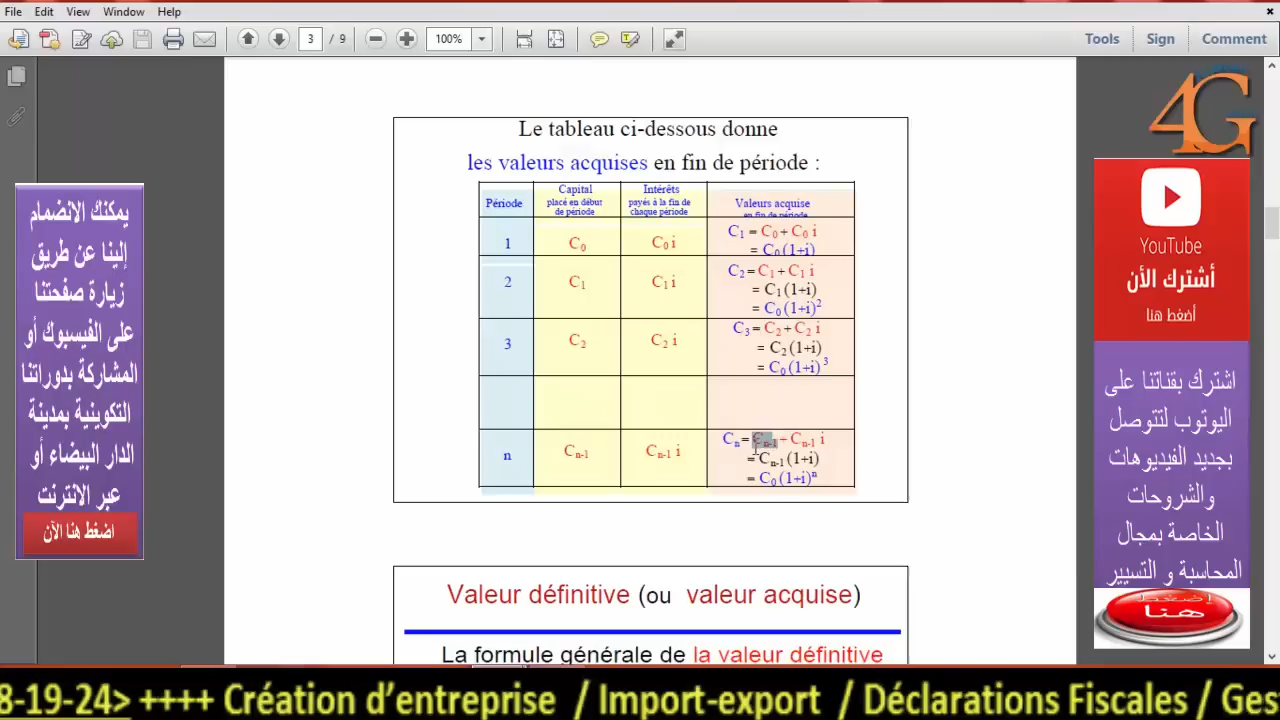 File Edit View Window Help
3 / 9 100% Tools Sign Comment
Le tableau ci-dessous donne
les valeurs acquises en fin de période :
Période
Capital
placé en début
de période
Intérêts
payés à la fin de
chaque période
Valeurs acquise
en fin de période
1 C₀ C₀ i
C₁ = C₀ + C₀ i
= C₀ (1+i)
2 C₁ C₁ i
C₂ = C₁ + C₁ i
= C₁ (1+i)
= C₀ (1+i)²
3 C₂ C₂ i
C₃ = C₂ + C₂ i
= C₂ (1+i)
= C₀ (1+i)³
n Cₙ₋₁ Cₙ₋₁ i
Cₙ = Cₙ₋₁ + Cₙ₋₁ i
= Cₙ₋₁ (1+i)
= C₀ (1+i)ⁿ
Valeur définitive (ou valeur acquise)
La formule générale de la valeur définitive
يمكنك الانضمام
إلينا عن طريق
زيارة صفحتنا
على الفيسبوك أو
المشاركة بدوراتنا
التكوينية بمدينة
الدار البيضاء أو
عبر الانترنت
اضغط هنا الآن
4G
YouTube
أشترك الأن
أضغط هنا
اشترك بقناتنا على
اليوتوب لتتوصل
بجديد الفيديوهات
والشروحات
الخاصة بمجال
المحاسبة و التسيير
إضغط
هنا
8-19-24> ++++ Création d’entreprise / Import-export / Déclarations Fiscales / Ges